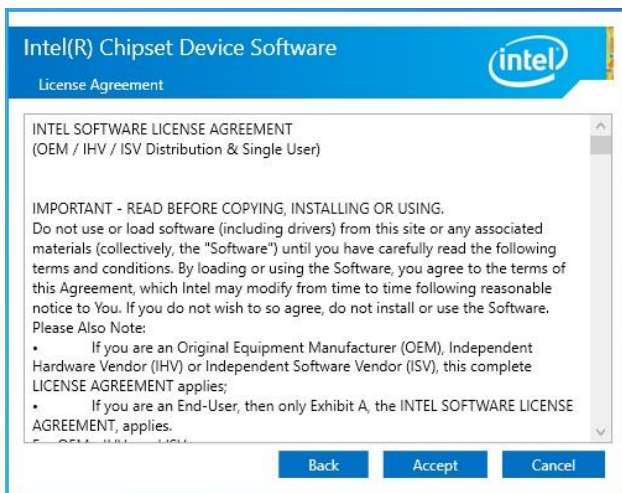 Intel(R) Chipset Device Software
intel
License Agreement
INTEL SOFTWARE LICENSE AGREEMENT
(OEM / IHV / ISV Distribution & Single User)
IMPORTANT - READ BEFORE COPYING, INSTALLING OR USING.
Do not use or load software (including drivers) from this site or any associated
materials (collectively, the "Software") until you have carefully read the following
terms and conditions. By loading or using the Software, you agree to the terms of
this Agreement, which Intel may modify from time to time following reasonable
notice to You. If you do not wish to so agree, do not install or use the Software.
Please Also Note:
• If you are an Original Equipment Manufacturer (OEM), Independent
Hardware Vendor (IHV) or Independent Software Vendor (ISV), this complete
LICENSE AGREEMENT applies;
• If you are an End-User, then only Exhibit A, the INTEL SOFTWARE LICENSE
AGREEMENT, applies.
Back Accept Cancel